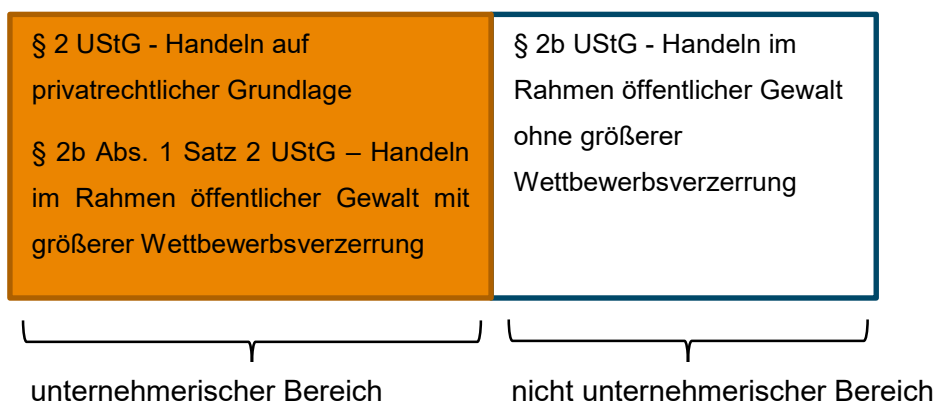 § 2 UStG - Handeln auf
privatrechtlicher Grundlage
§ 2b Abs. 1 Satz 2 UStG – Handeln
im Rahmen öffentlicher Gewalt mit
größerer Wettbewerbsverzerrung
§ 2b UStG - Handeln im
Rahmen öffentlicher Gewalt
ohne größerer
Wettbewerbsverzerrung
unternehmerischer Bereich
nicht unternehmerischer Bereich